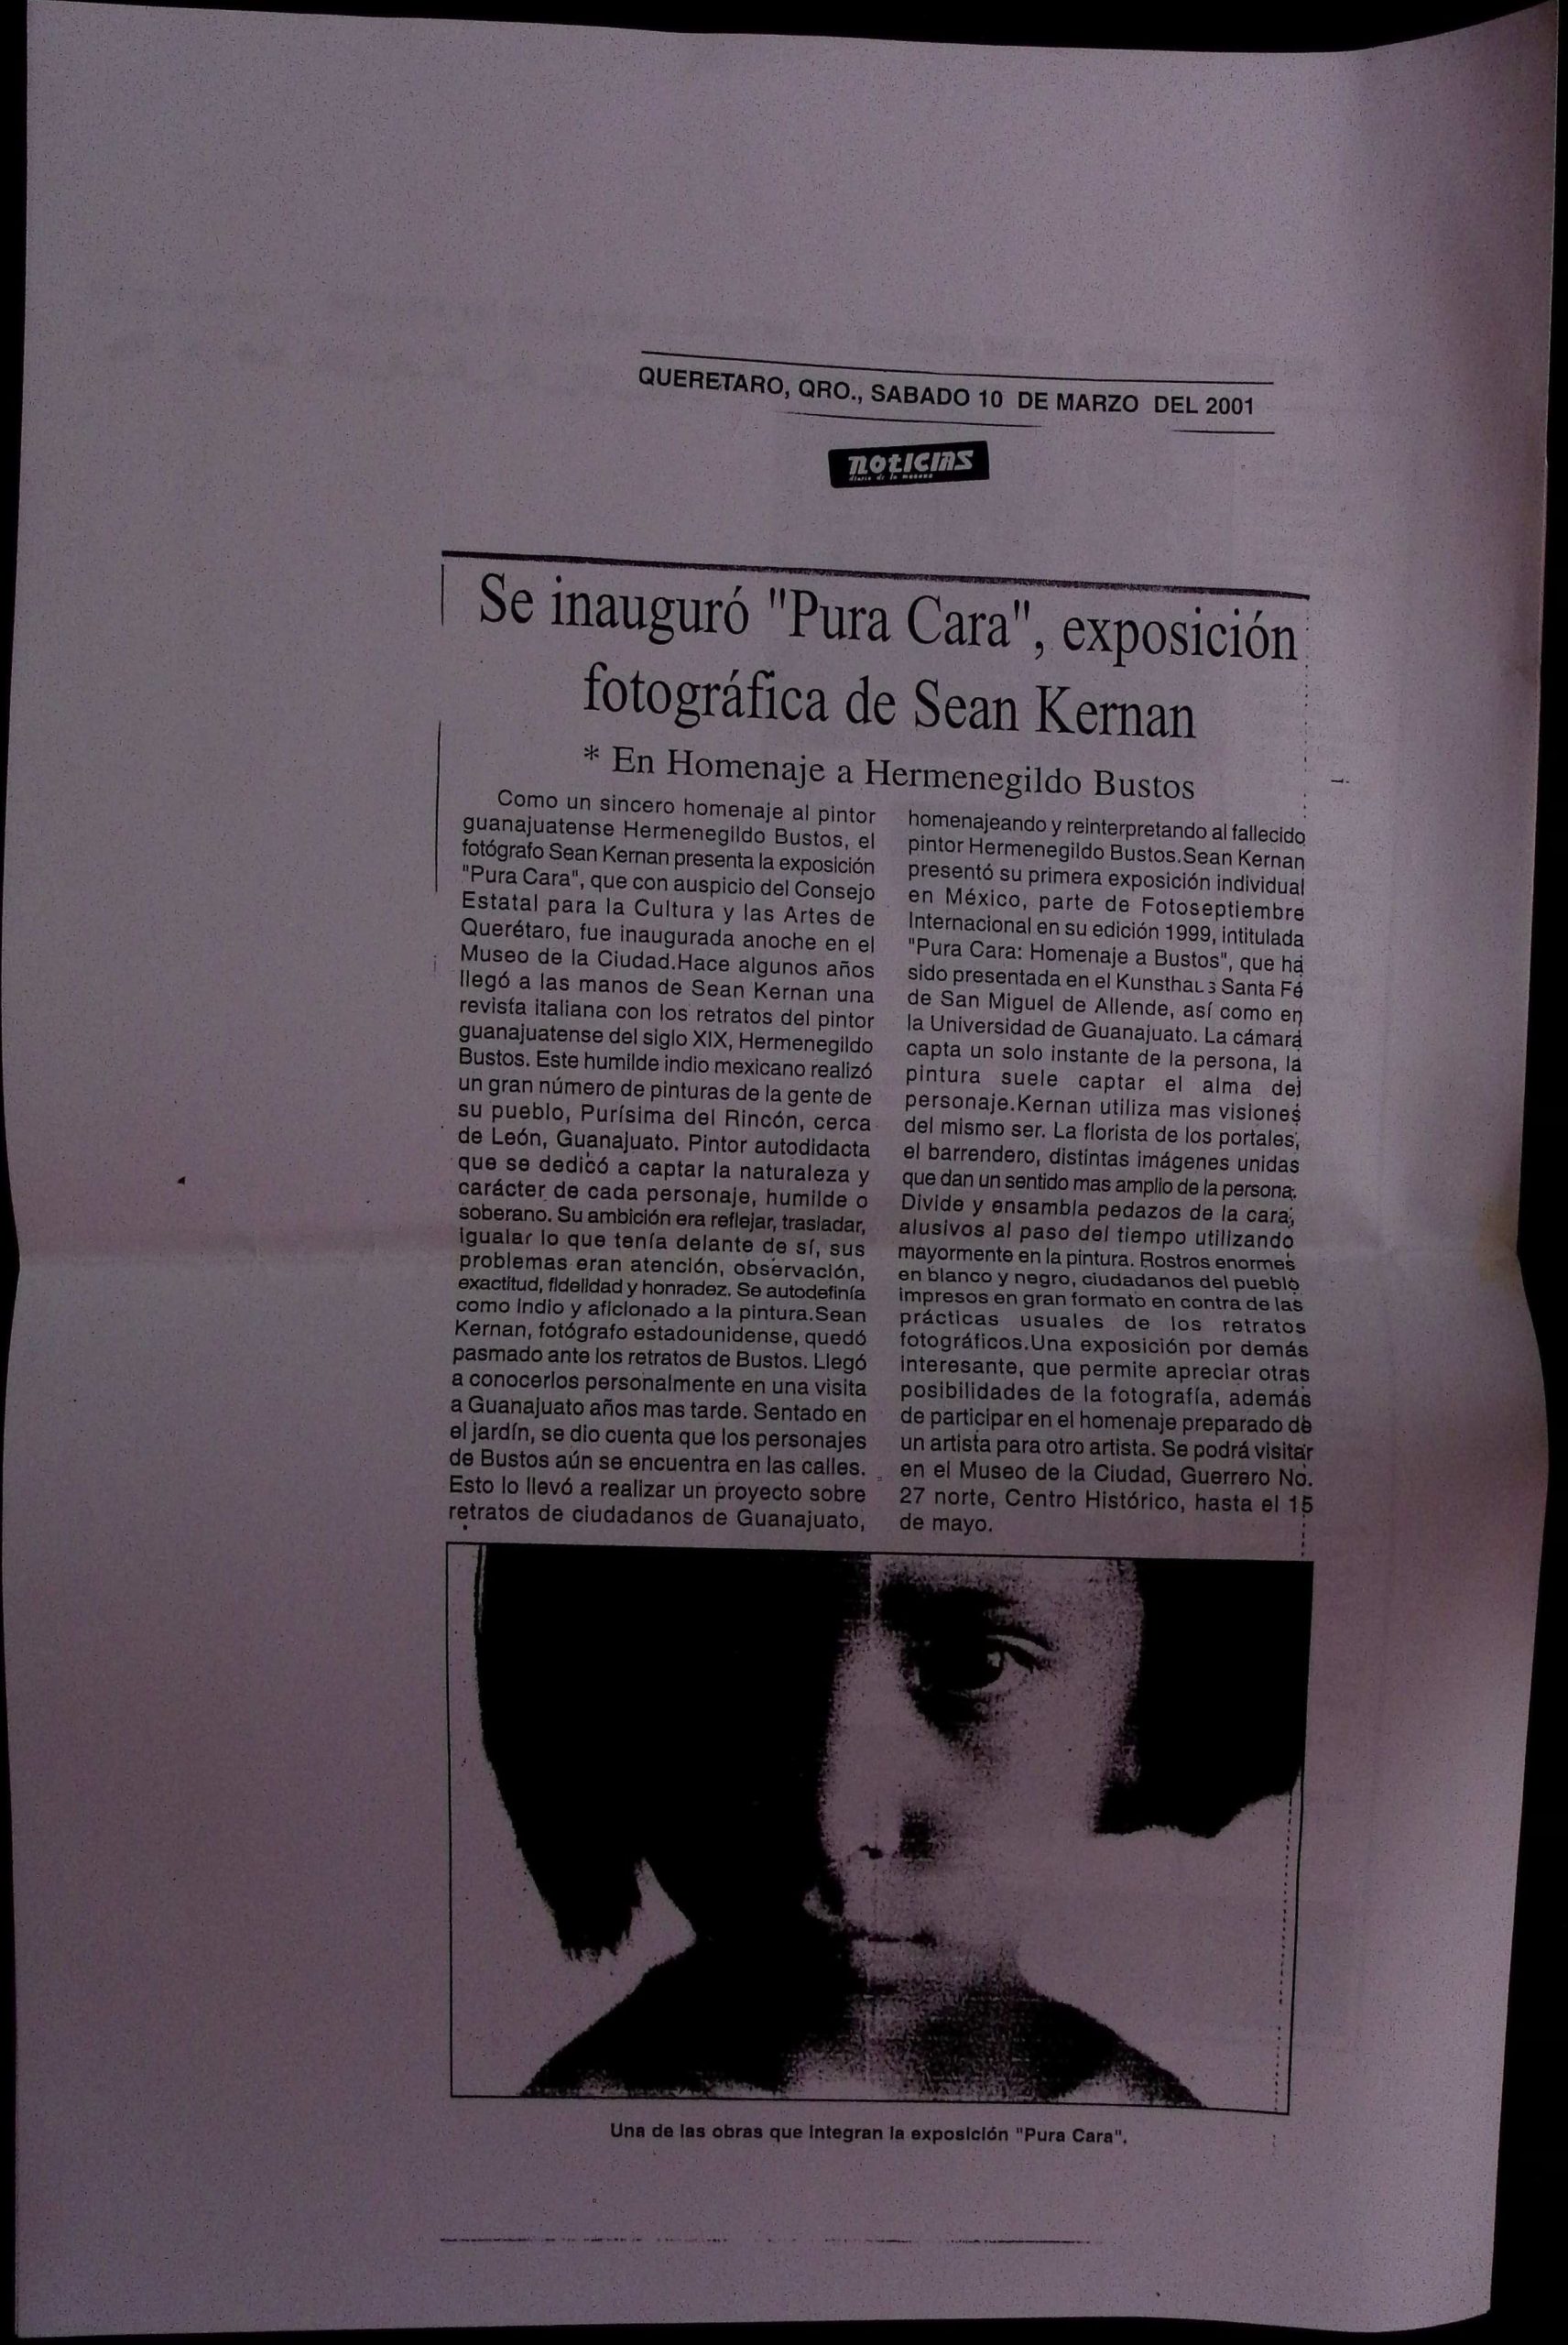 QUERETARO, QRO., SABADO 10 DE MARZO DEL 2001
noticias
diario de la mañana
Se inauguró "Pura Cara", exposición
fotográfica de Sean Kernan
* En Homenaje a Hermenegildo Bustos
Como un sincero homenaje al pintor
guanajuatense Hermenegildo Bustos, el
fotógrafo Sean Kernan presenta la exposición
"Pura Cara", que con auspicio del Consejo
Estatal para la Cultura y las Artes de
Querétaro, fue inaugurada anoche en el
Museo de la Ciudad.Hace algunos años
llegó a las manos de Sean Kernan una
revista italiana con los retratos del pintor
guanajuatense del siglo XIX, Hermenegildo
Bustos. Este humilde indio mexicano realizó
un gran número de pinturas de la gente de
su pueblo, Purísima del Rincón, cerca
de León, Guanajuato. Pintor autodidacta
que se dedicó a captar la naturaleza y
carácter de cada personaje, humilde o
soberano. Su ambición era reflejar, trasladar,
igualar lo que tenía delante de sí, sus
problemas eran atención, observación,
exactitud, fidelidad y honradez. Se autodefinía
como indio y aficionado a la pintura.Sean
Kernan, fotógrafo estadounidense, quedó
pasmado ante los retratos de Bustos. Llegó
a conocerlos personalmente en una visita
a Guanajuato años mas tarde. Sentado en
el jardín, se dio cuenta que los personajes
de Bustos aún se encuentra en las calles.
Esto lo llevó a realizar un proyecto sobre
retratos de ciudadanos de Guanajuato,
homenajeando y reinterpretando al fallecido
pintor Hermenegildo Bustos.Sean Kernan
presentó su primera exposición individual
en México, parte de Fotoseptiembre
Internacional en su edición 1999, intitulada
"Pura Cara: Homenaje a Bustos", que ha
sido presentada en el Kunsthaus Santa Fé
de San Miguel de Allende, así como en
la Universidad de Guanajuato. La cámara
capta un solo instante de la persona, la
pintura suele captar el alma del
personaje.Kernan utiliza mas visiones
del mismo ser. La florista de los portales,
el barrendero, distintas imágenes unidas
que dan un sentido mas amplio de la persona.
Divide y ensambla pedazos de la cara,
alusivos al paso del tiempo utilizando
mayormente en la pintura. Rostros enormes
en blanco y negro, ciudadanos del pueblo
impresos en gran formato en contra de las
prácticas usuales de los retratos
fotográficos.Una exposición por demás
interesante, que permite apreciar otras
posibilidades de la fotografía, además
de participar en el homenaje preparado de
un artista para otro artista. Se podrá visitar
en el Museo de la Ciudad, Guerrero No.
27 norte, Centro Histórico, hasta el 15
de mayo.
Una de las obras que integran la exposición "Pura Cara".